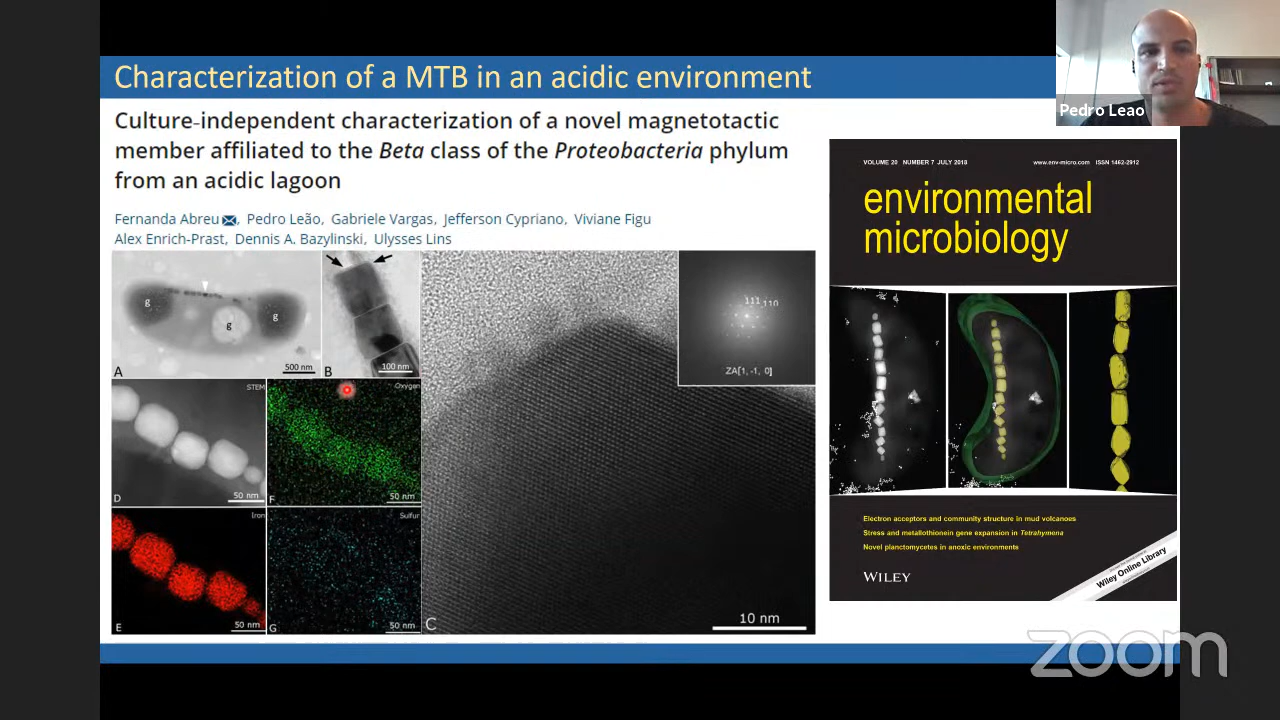 Characterization of a MTB in an acidic environment
Pedro Leao
Culture-independent characterization of a novel magnetotactic
member affiliated to the Beta class of the Proteobacteria phylum
from an acidic lagoon
Fernanda Abreu, Pedro Leão, Gabriele Vargas, Jefferson Cypriano, Viviane Figu
Alex Enrich-Prast, Dennis A. Bazylinski, Ulysses Lins
g
g
g
A
500 nm
B
100 nm
111
110
ZA[1, -1, 0]
STEM
D
50 nm
Oxygen
F
50 nm
Iron
E
50 nm
Sulfur
G
50 nm
C
10 nm
VOLUME 20 NUMBER 7 JULY 2018
www.env-micro.com ISSN 1462-2912
environmental
microbiology
Electron acceptors and community structure in mud volcanoes
Stress and metallothionein gene expansion in Tetrahymena
Novel planctomycetes in anoxic environments
WILEY
Wiley Online Library
zoom